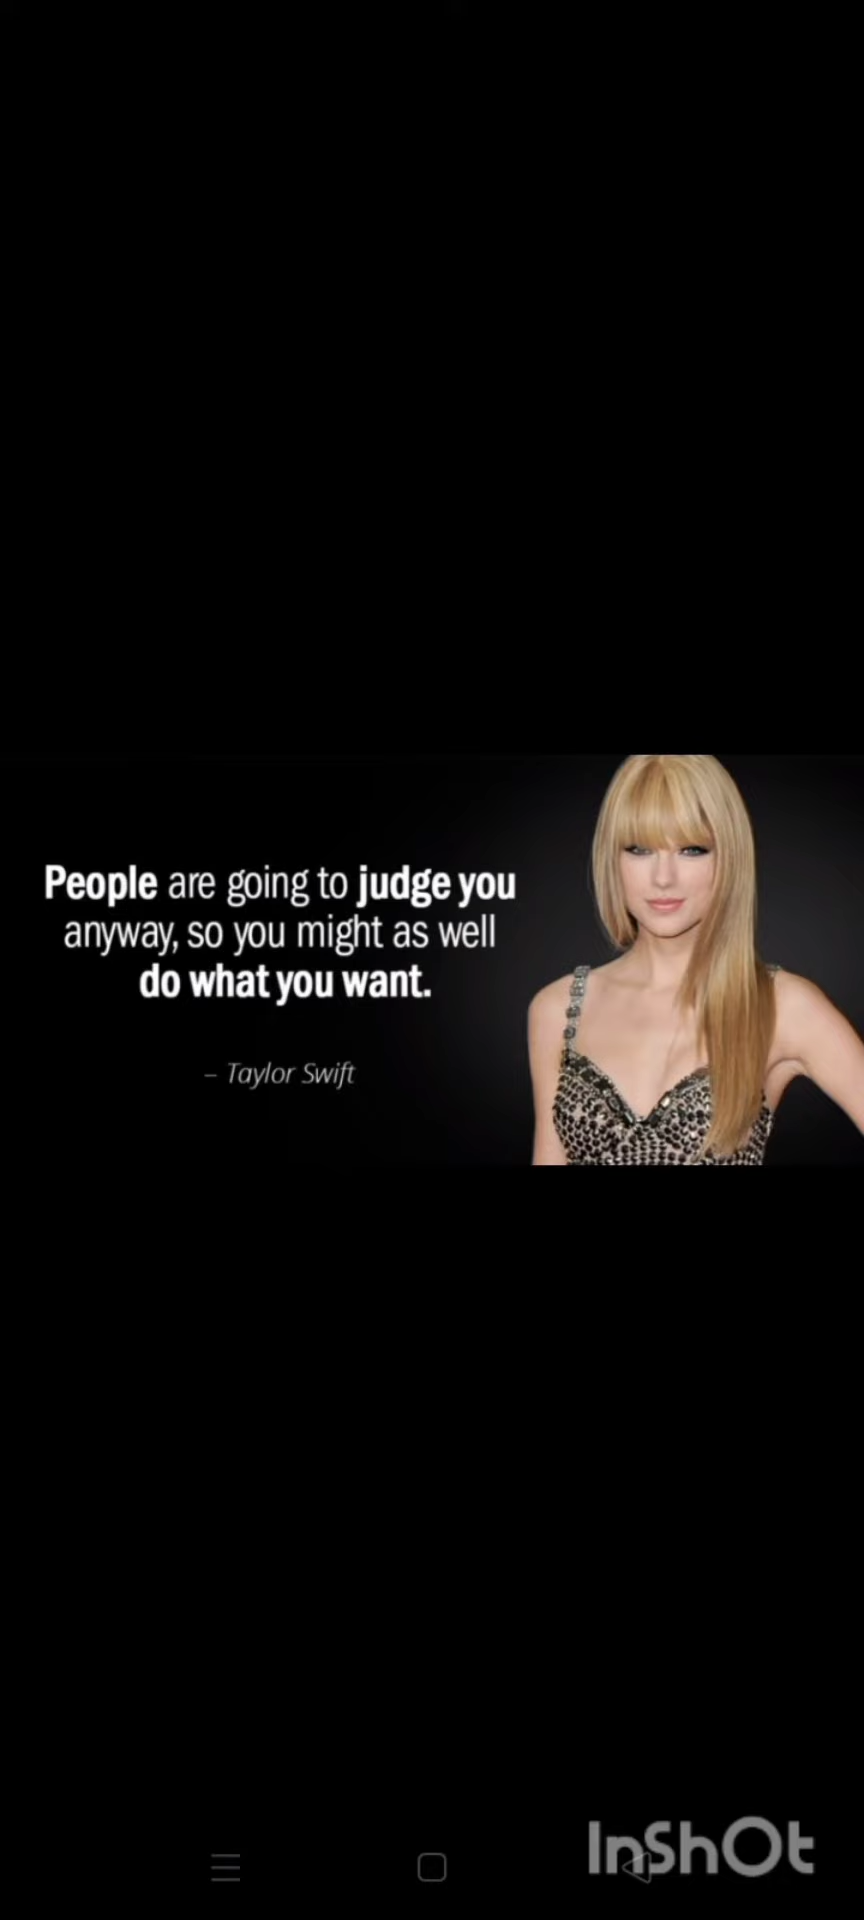 People are going to judge you
anyway, so you might as well
do what you want.
– Taylor Swift
InShOt